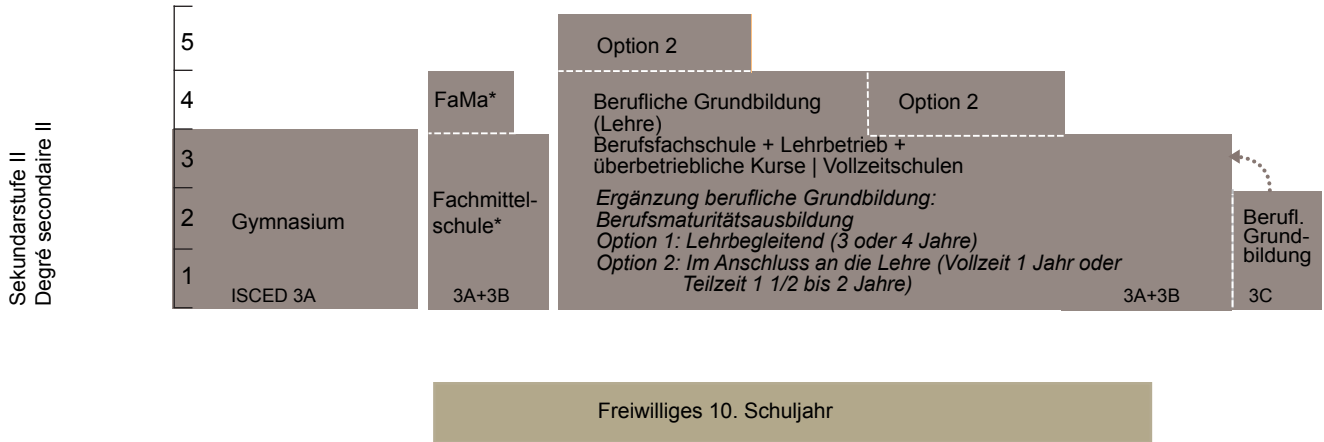 Sekundarstufe II
Degré secondaire II
5
4
3
2
1
Gymnasium
ISCED 3A
FaMa*
Fachmittel-
schule*
3A+3B
Option 2
Option 2
Berufliche Grundbildung
(Lehre)
Berufsfachschule + Lehrbetrieb +
überbetriebliche Kurse | Vollzeitschulen
Ergänzung berufliche Grundbildung:
Berufsmaturitätsausbildung
Option 1: Lehrbegleitend (3 oder 4 Jahre)
Option 2: Im Anschluss an die Lehre (Vollzeit 1 Jahr oder
Teilzeit 1 1/2 bis 2 Jahre)
3A+3B
Berufl.
Grund-
bildung
3C
Freiwilliges 10. Schuljahr